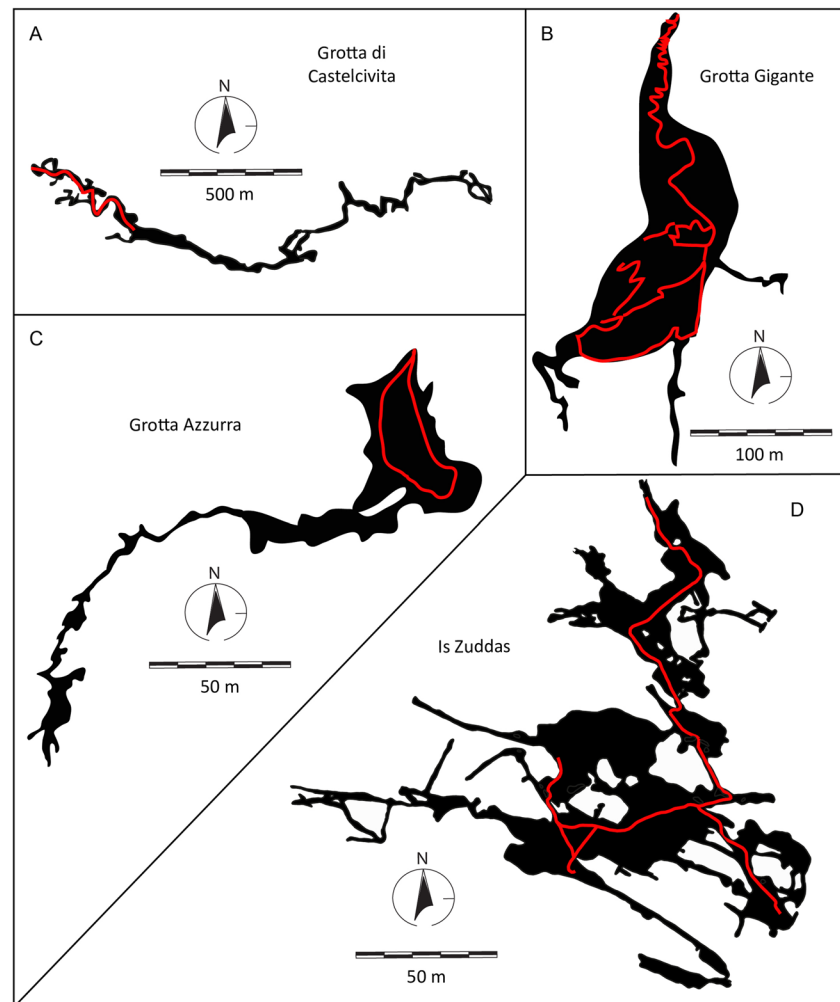 A
Grotta di
Castelcivita
N
500 m
B
Grotta Gigante
N
100 m
C
Grotta Azzurra
N
50 m
D
Is Zuddas
N
50 m